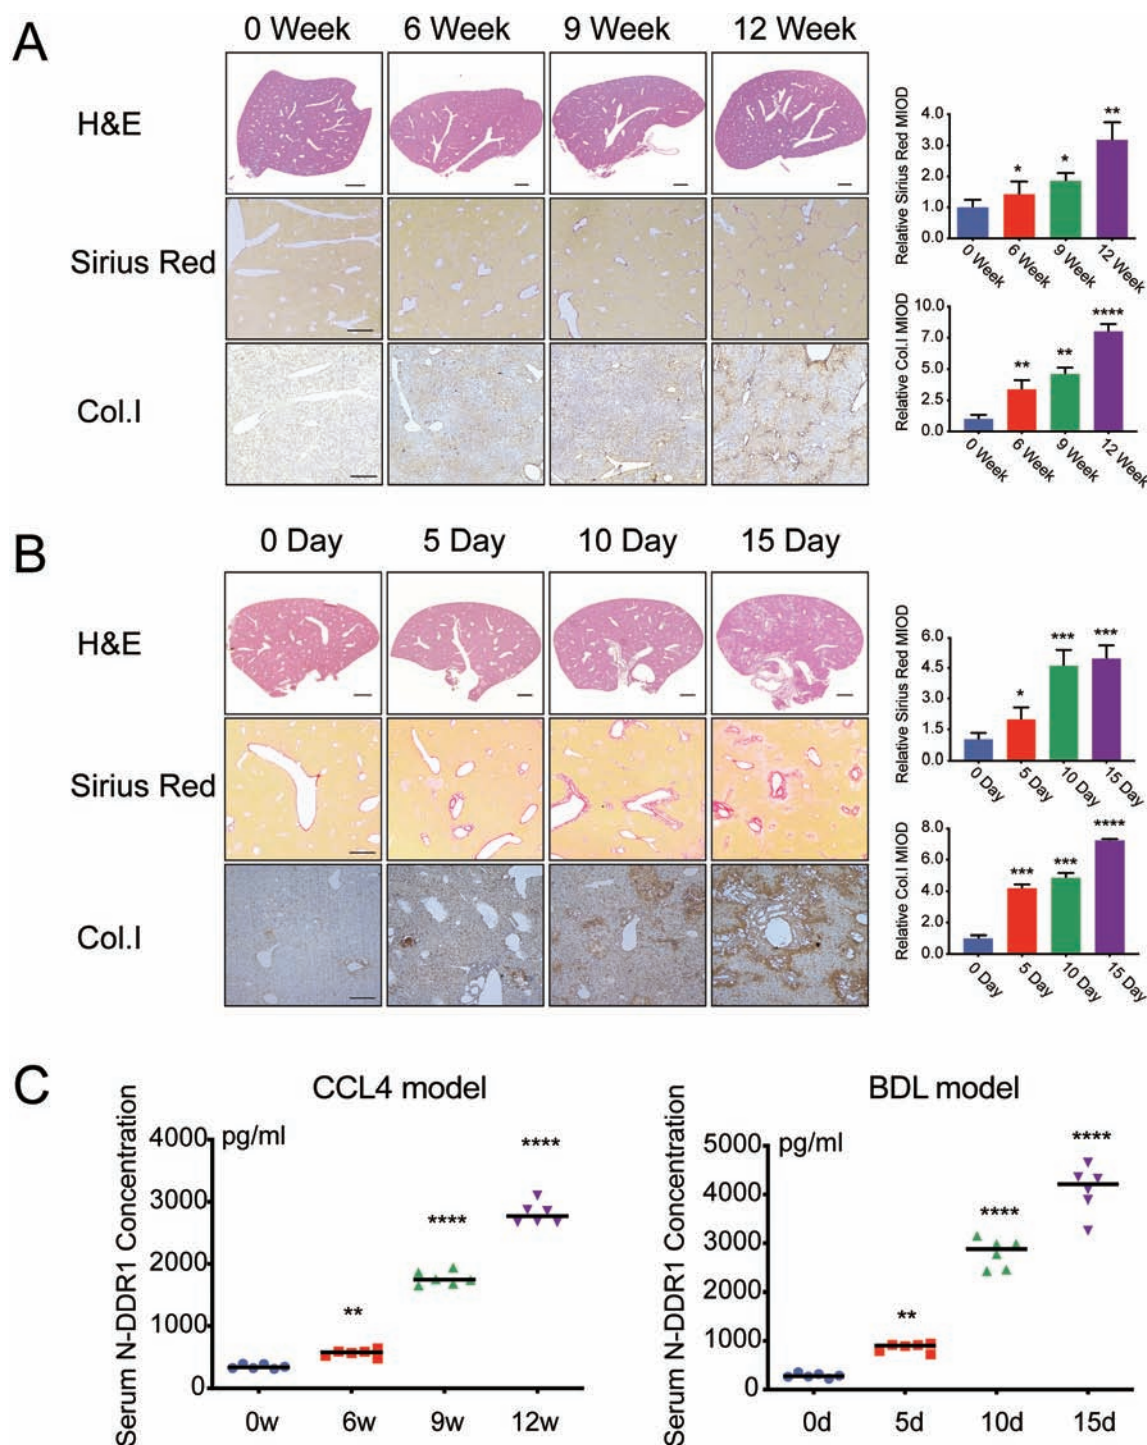 A
0 Week 6 Week 9 Week 12 Week
H&E
Sirius Red
Col.I
Relative Sirius Red MIOD
4.0
3.0
2.0
1.0
0.0
* * **
0 Week 6 Week 9 Week 12 Week
Relative Col.I MIOD
10.0
7.0
5.0
2.5
0.0
** ** ****
0 Week 6 Week 9 Week 12 Week
B
0 Day 5 Day 10 Day 15 Day
H&E
Sirius Red
Col.I
Relative Sirius Red MIOD
6.0
4.5
3.0
1.5
0.0
* *** ***
0 Day 5 Day 10 Day 15 Day
Relative Col.I MIOD
8.0
6.0
4.0
2.0
0.0
*** *** ****
0 Day 5 Day 10 Day 15 Day
C
CCL4 model
Serum N-DDR1 Concentration
pg/ml
4000
3000
2000
1000
0
** **** ****
0w 6w 9w 12w
BDL model
Serum N-DDR1 Concentration
pg/ml
5000
4000
3000
2000
1000
0
** **** ****
0d 5d 10d 15d